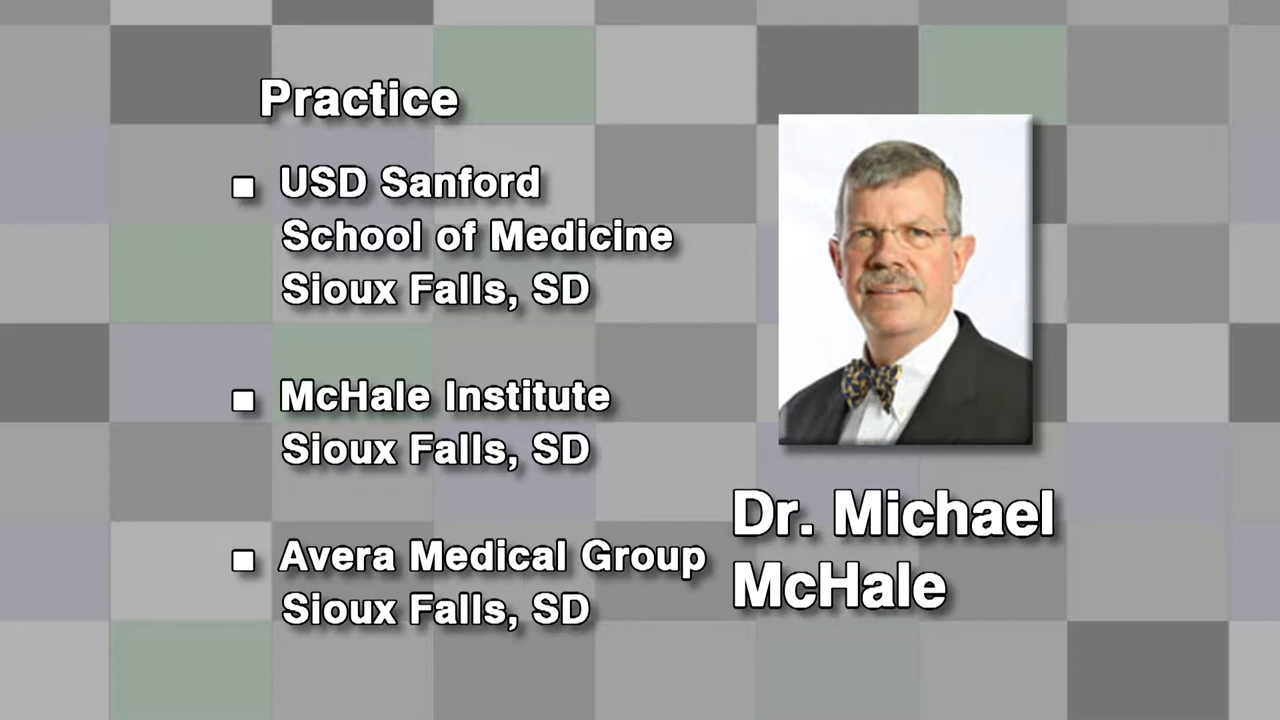 Practice
USD Sanford
School of Medicine
Sioux Falls, SD
McHale Institute
Sioux Falls, SD
Avera Medical Group
Sioux Falls, SD
Dr. Michael
McHale